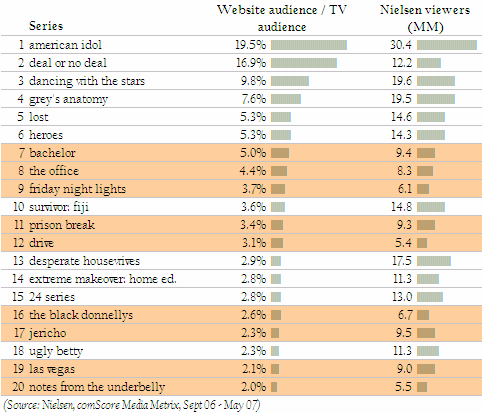 Website audience / TV audience
Nielsen viewers (MM)
Series
1 american idol 19.5% 30.4
2 deal or no deal 16.9% 12.2
3 dancing with the stars 9.8% 19.6
4 grey's anatomy 7.6% 19.5
5 lost 5.3% 14.6
6 heroes 5.3% 14.3
7 bachelor 5.0% 9.4
8 the office 4.4% 8.3
9 friday night lights 3.7% 6.1
10 survivor: fiji 3.6% 14.8
11 prison break 3.4% 9.3
12 drive 3.1% 5.4
13 desperate housewives 2.9% 17.5
14 extreme makeover: home ed. 2.8% 11.3
15 24 series 2.8% 13.0
16 the black donnellys 2.6% 6.7
17 jericho 2.3% 9.5
18 ugly betty 2.3% 11.3
19 las vegas 2.1% 9.0
20 notes from the underbelly 2.0% 5.5
(Source: Nielsen, comScore Media Metrix, Sept 06 - May 07)